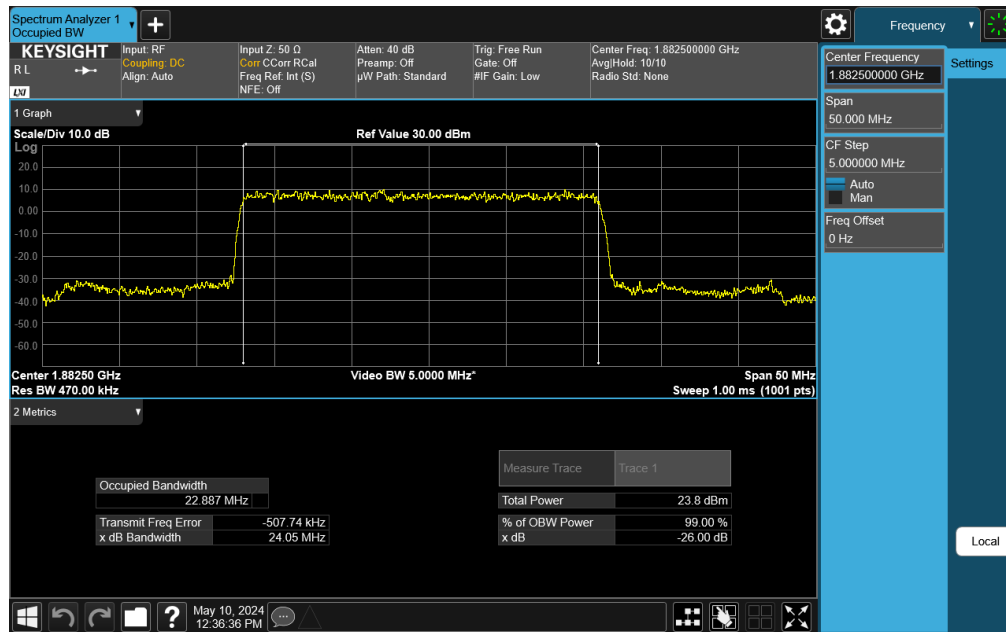 Spectrum Analyzer 1
Occupied BW
+
Frequency
KEYSIGHT
R L
LXI
Input: RF
Coupling: DC
Align: Auto
Input Z: 50 Ω
Corr CCorr RCal
Freq Ref: Int (S)
NFE: Off
Atten: 40 dB
Preamp: Off
µW Path: Standard
Trig: Free Run
Gate: Off
#IF Gain: Low
Center Freq: 1.882500000 GHz
Avg|Hold: 10/10
Radio Std: None
Center Frequency
1.882500000 GHz
Settings
Span
50.000 MHz
CF Step
5.000000 MHz
Auto
Man
Freq Offset
0 Hz
Local
1 Graph
Scale/Div 10.0 dB
Ref Value 30.00 dBm
Log
20.0
10.0
0.00
-10.0
-20.0
-30.0
-40.0
-50.0
-60.0
Center 1.88250 GHz
Video BW 5.0000 MHz*
Span 50 MHz
Res BW 470.00 kHz
Sweep 1.00 ms (1001 pts)
2 Metrics
Measure Trace Trace 1
Occupied Bandwidth
22.887 MHz
Total Power 23.8 dBm
Transmit Freq Error -507.74 kHz
% of OBW Power 99.00 %
x dB Bandwidth 24.05 MHz
x dB -26.00 dB
?
May 10, 2024
12:36:36 PM